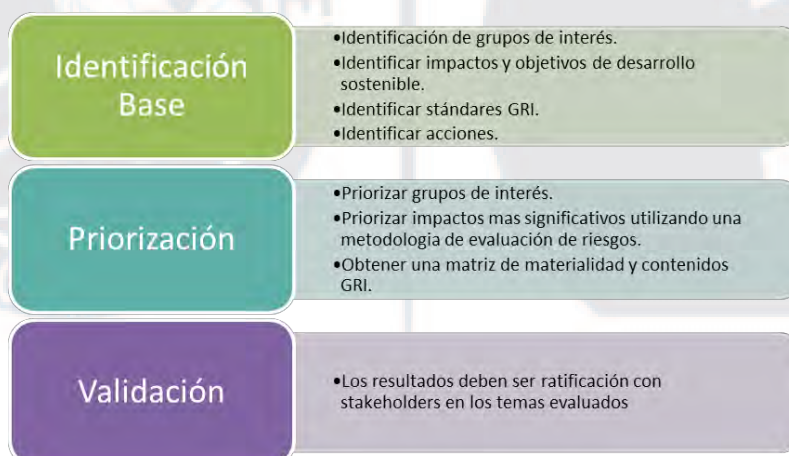 Identificación
Base
•Identificación de grupos de interés.
•Identificar impactos y objetivos de desarrollo
sostenible.
•Identificar stándares GRI.
•Identificar acciones.
Priorización
•Priorizar grupos de interés.
•Priorizar impactos mas significativos utilizando una
metodologia de evaluación de riesgos.
•Obtener una matriz de materialidad y contenidos
GRI.
Validación
•Los resultados deben ser ratificación con
stakeholders en los temas evaluados